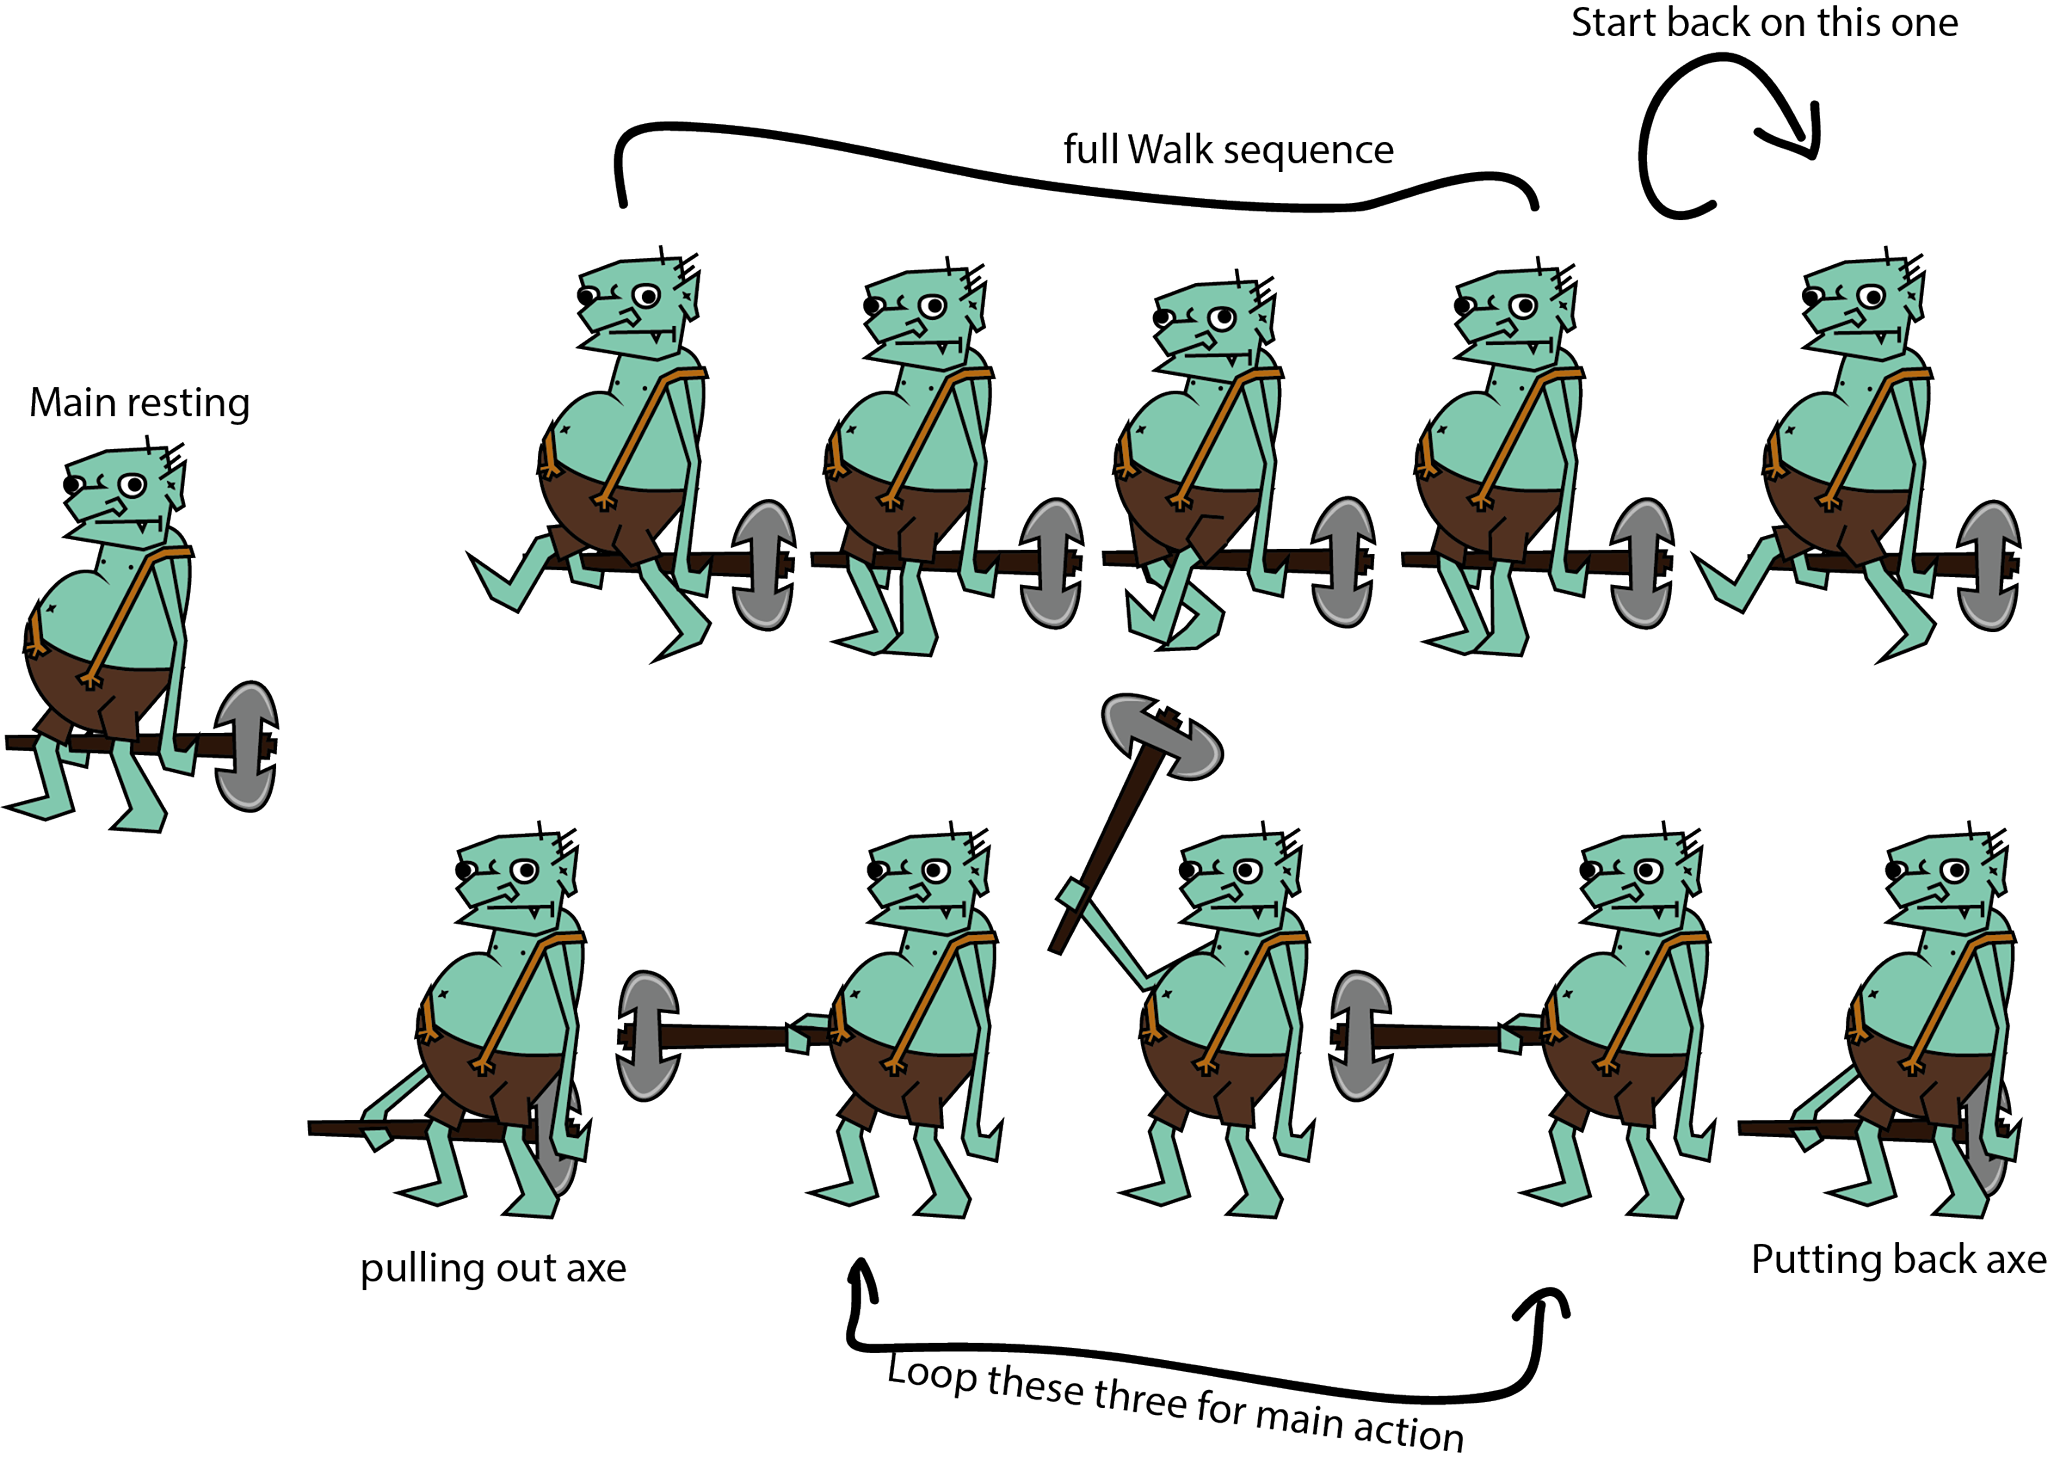 Start back on this one
full Walk sequence
Main resting
pulling out axe
Putting back axe
Loop these three for main action